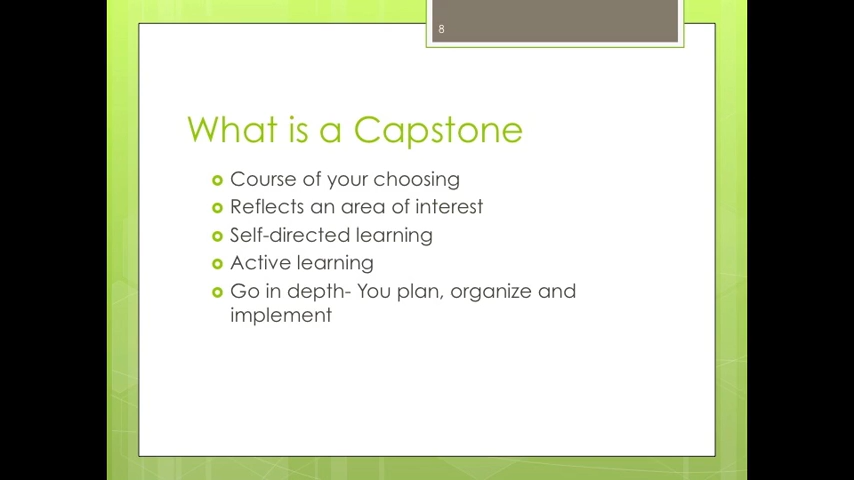 8
What is a Capstone
Course of your choosing
Reflects an area of interest
Self-directed learning
Active learning
Go in depth- You plan, organize and
implement